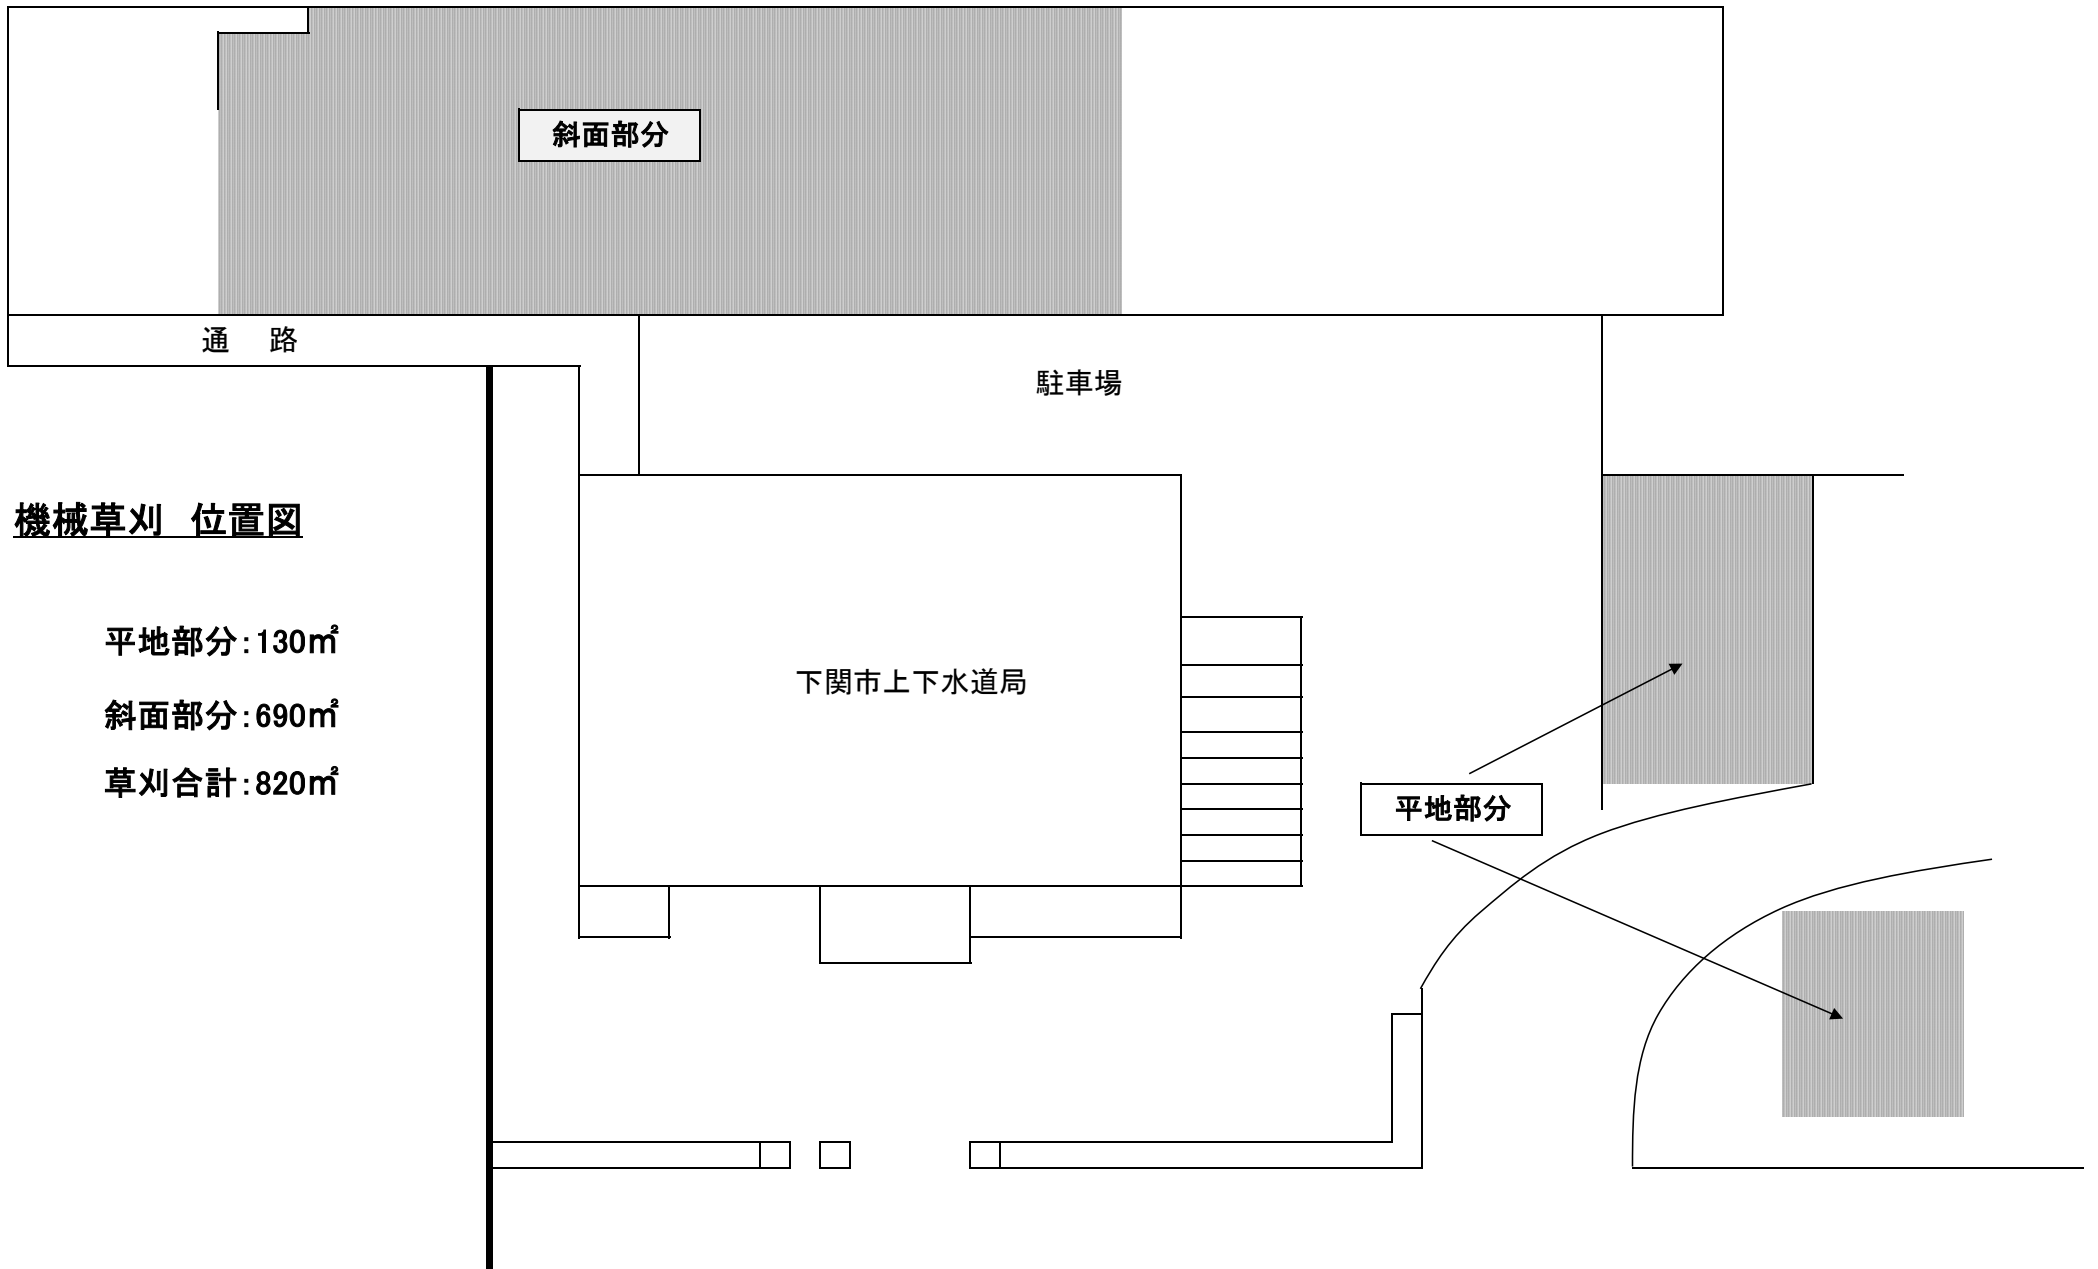 斜面部分
通　路
駐車場
機械草刈　位置図
平地部分：130㎡
斜面部分：690㎡
草刈合計：820㎡
下関市上下水道局
平地部分